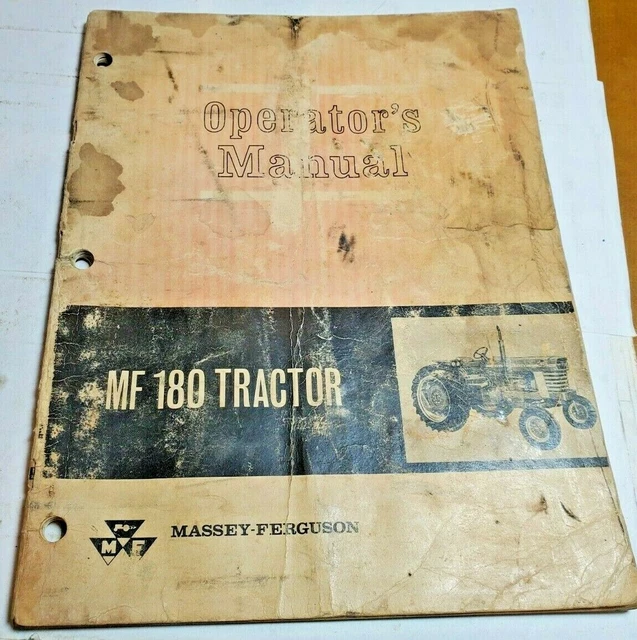 Operator's
Manual
MF 180 TRACTOR
M F
MASSEY-FERGUSON